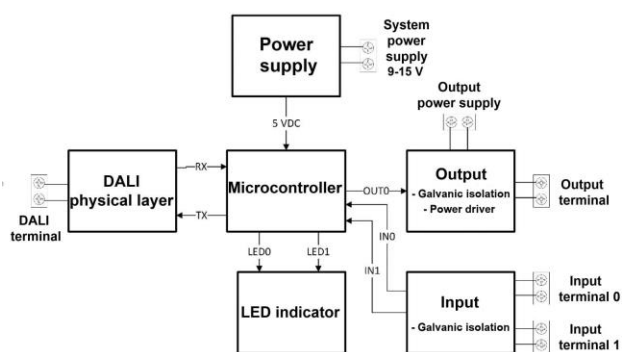 Power
supply
System
power
supply
9-15 V
Output
power supply
5 VDC
DALI
physical layer
RX
TX
Microcontroller
OUT0
Output
- Galvanic isolation
- Power driver
Output
terminal
DALI
terminal
IN0
IN1
LED0
LED1
LED indicator
Input
- Galvanic isolation
Input
terminal 0
Input
terminal 1